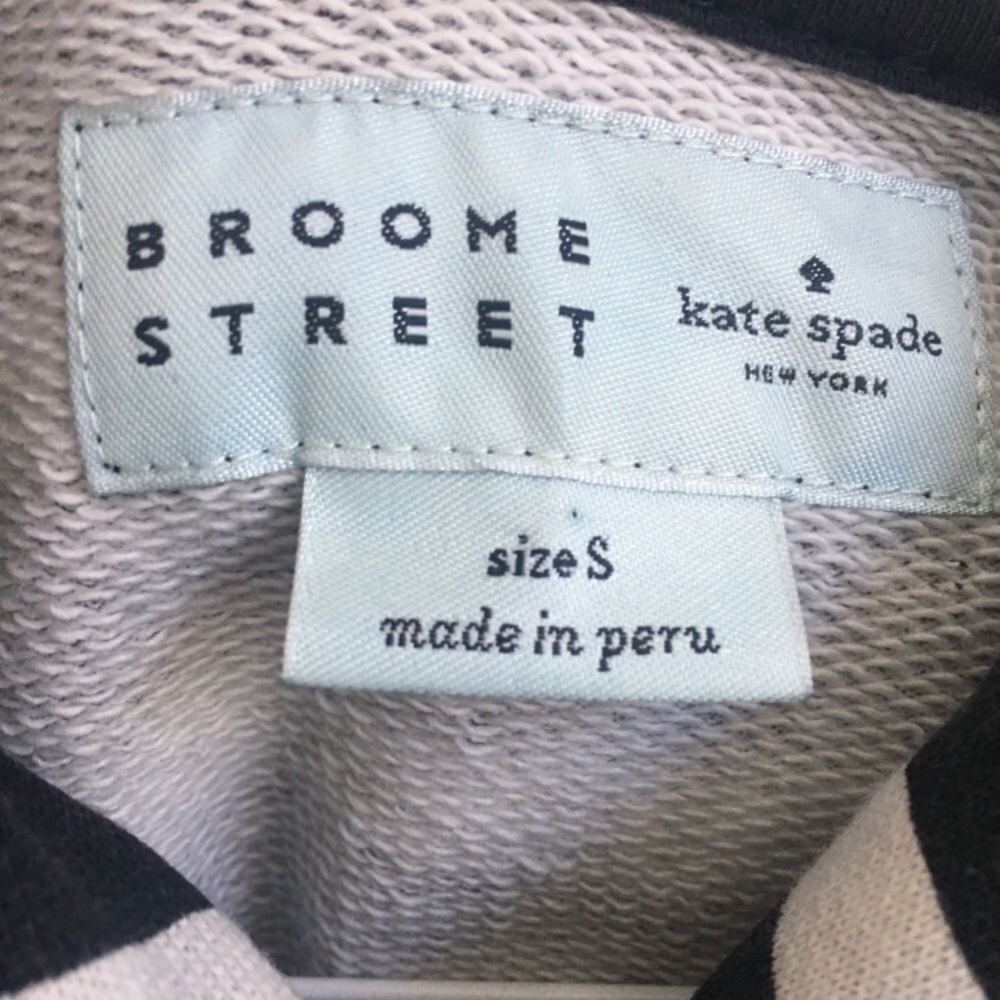 BROOME
STREET
kate spade
NEW YORK
size S
made in peru